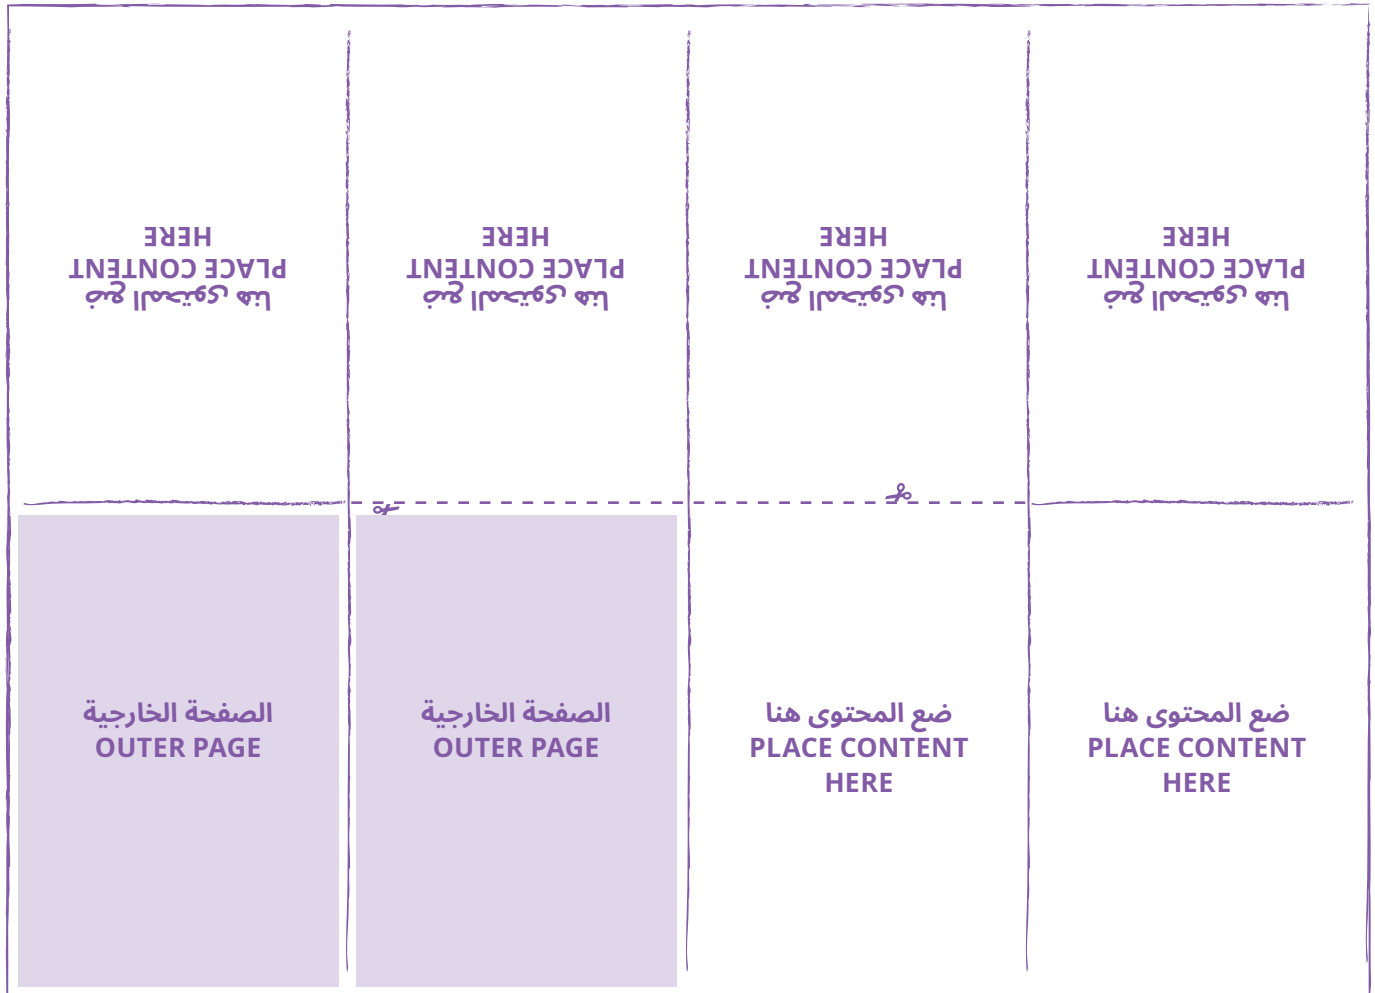 ضع المحتوى هنا
PLACE CONTENT
HERE
ضع المحتوى هنا
PLACE CONTENT
HERE
ضع المحتوى هنا
PLACE CONTENT
HERE
ضع المحتوى هنا
PLACE CONTENT
HERE
الصفحة الخارجية
OUTER PAGE
الصفحة الخارجية
OUTER PAGE
ضع المحتوى هنا
PLACE CONTENT
HERE
ضع المحتوى هنا
PLACE CONTENT
HERE